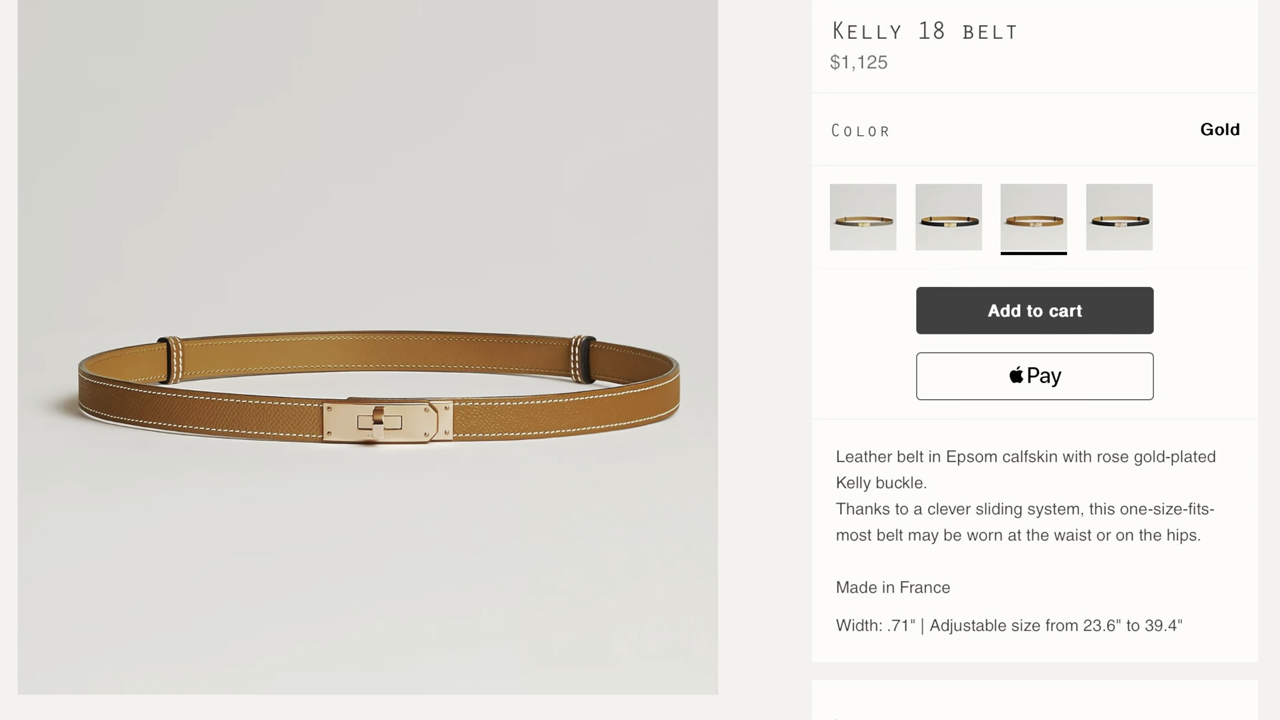 Kelly 18 belt
$1,125
Color
Gold
Add to cart
Pay
Leather belt in Epsom calfskin with rose gold-plated
Kelly buckle.
Thanks to a clever sliding system, this one-size-fits-
most belt may be worn at the waist or on the hips.
Made in France
Width: .71" | Adjustable size from 23.6" to 39.4"